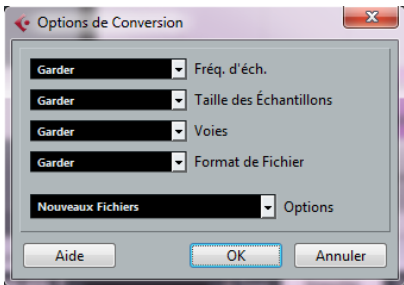 Options de Conversion
Garder Fréq. d'éch.
Garder Taille des Échantillons
Garder Voies
Garder Format de Fichier
Nouveaux Fichiers Options
Aide OK Annuler